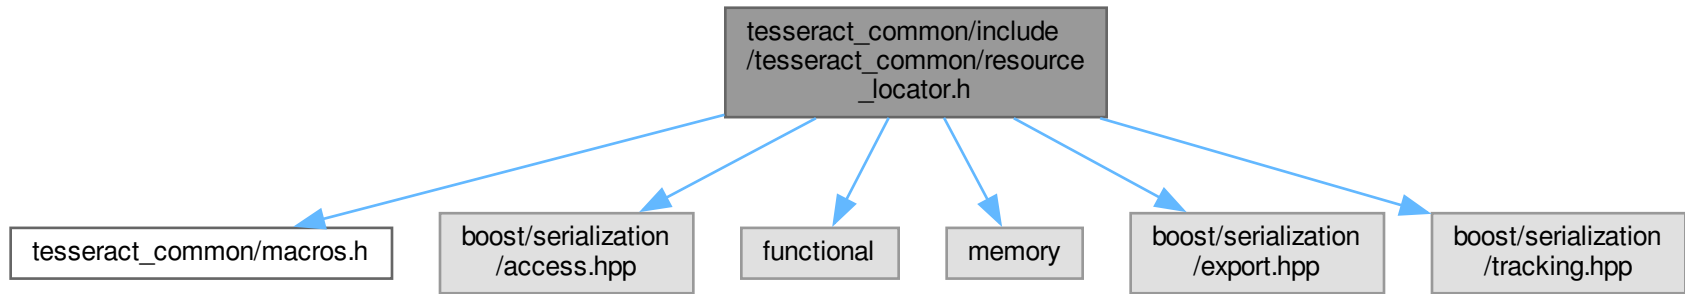 tesseract_common/include
/tesseract_common/resource
_locator.h
tesseract_common/macros.h
boost/serialization
/access.hpp
functional
memory
boost/serialization
/export.hpp
boost/serialization
/tracking.hpp